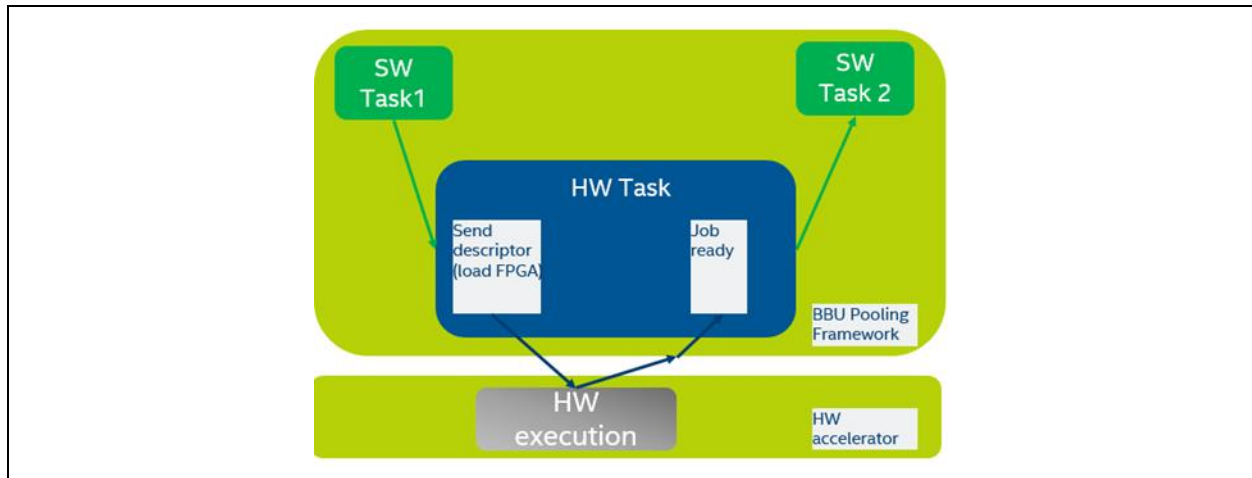 SW
Task1
SW
Task 2
HW Task
Send
descriptor
(load FPGA)
Job
ready
BBU Pooling
Framework
HW
execution
HW
accelerator